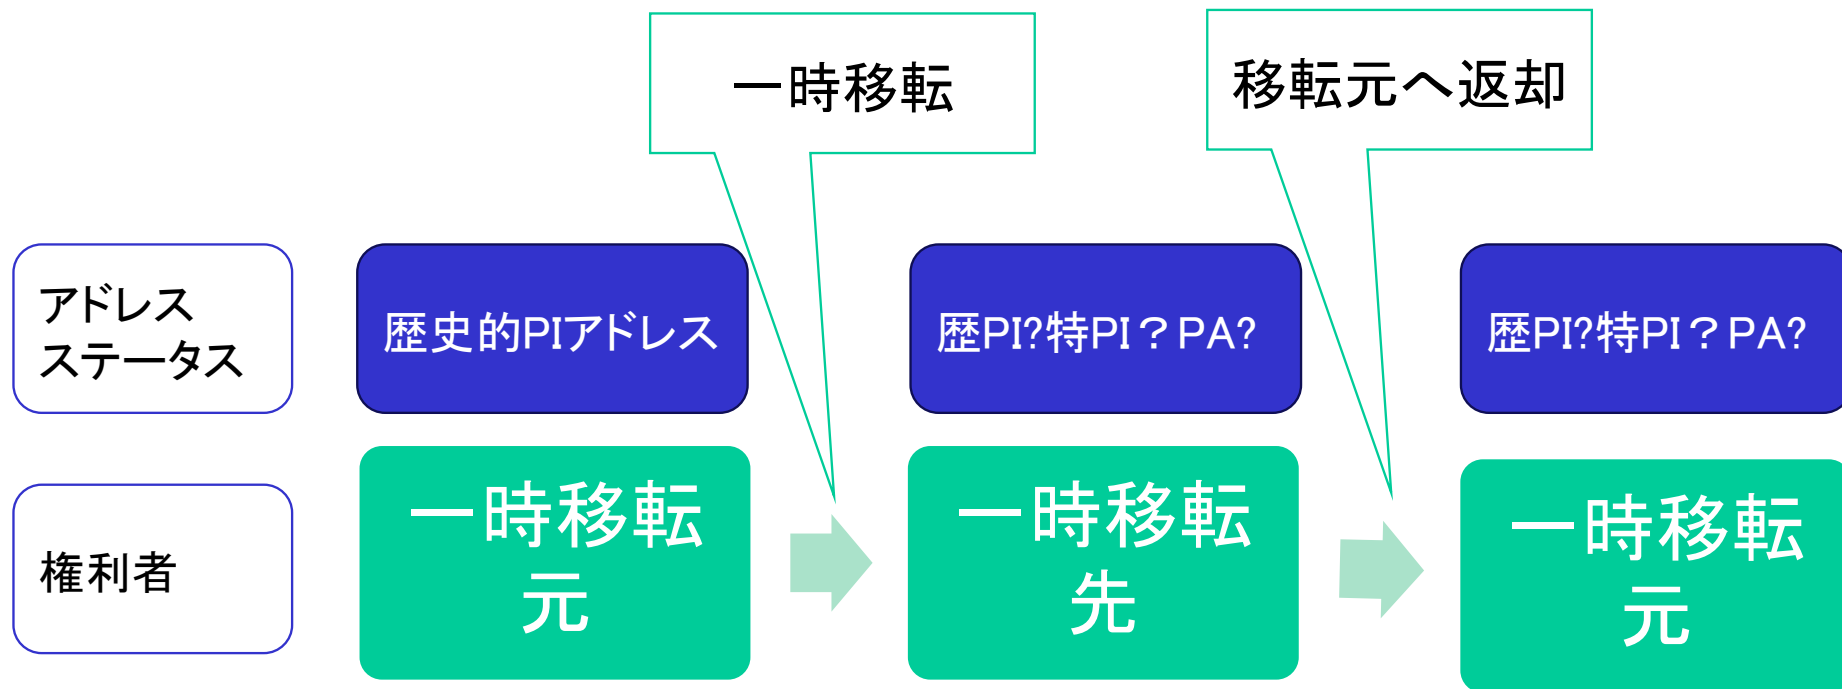 一時移転
移転元へ返却
アドレス
ステータス
歴史的PIアドレス
歴PI?特PI？PA?
歴PI?特PI？PA?
権利者
一時移転
元
一時移転
先
一時移転
元